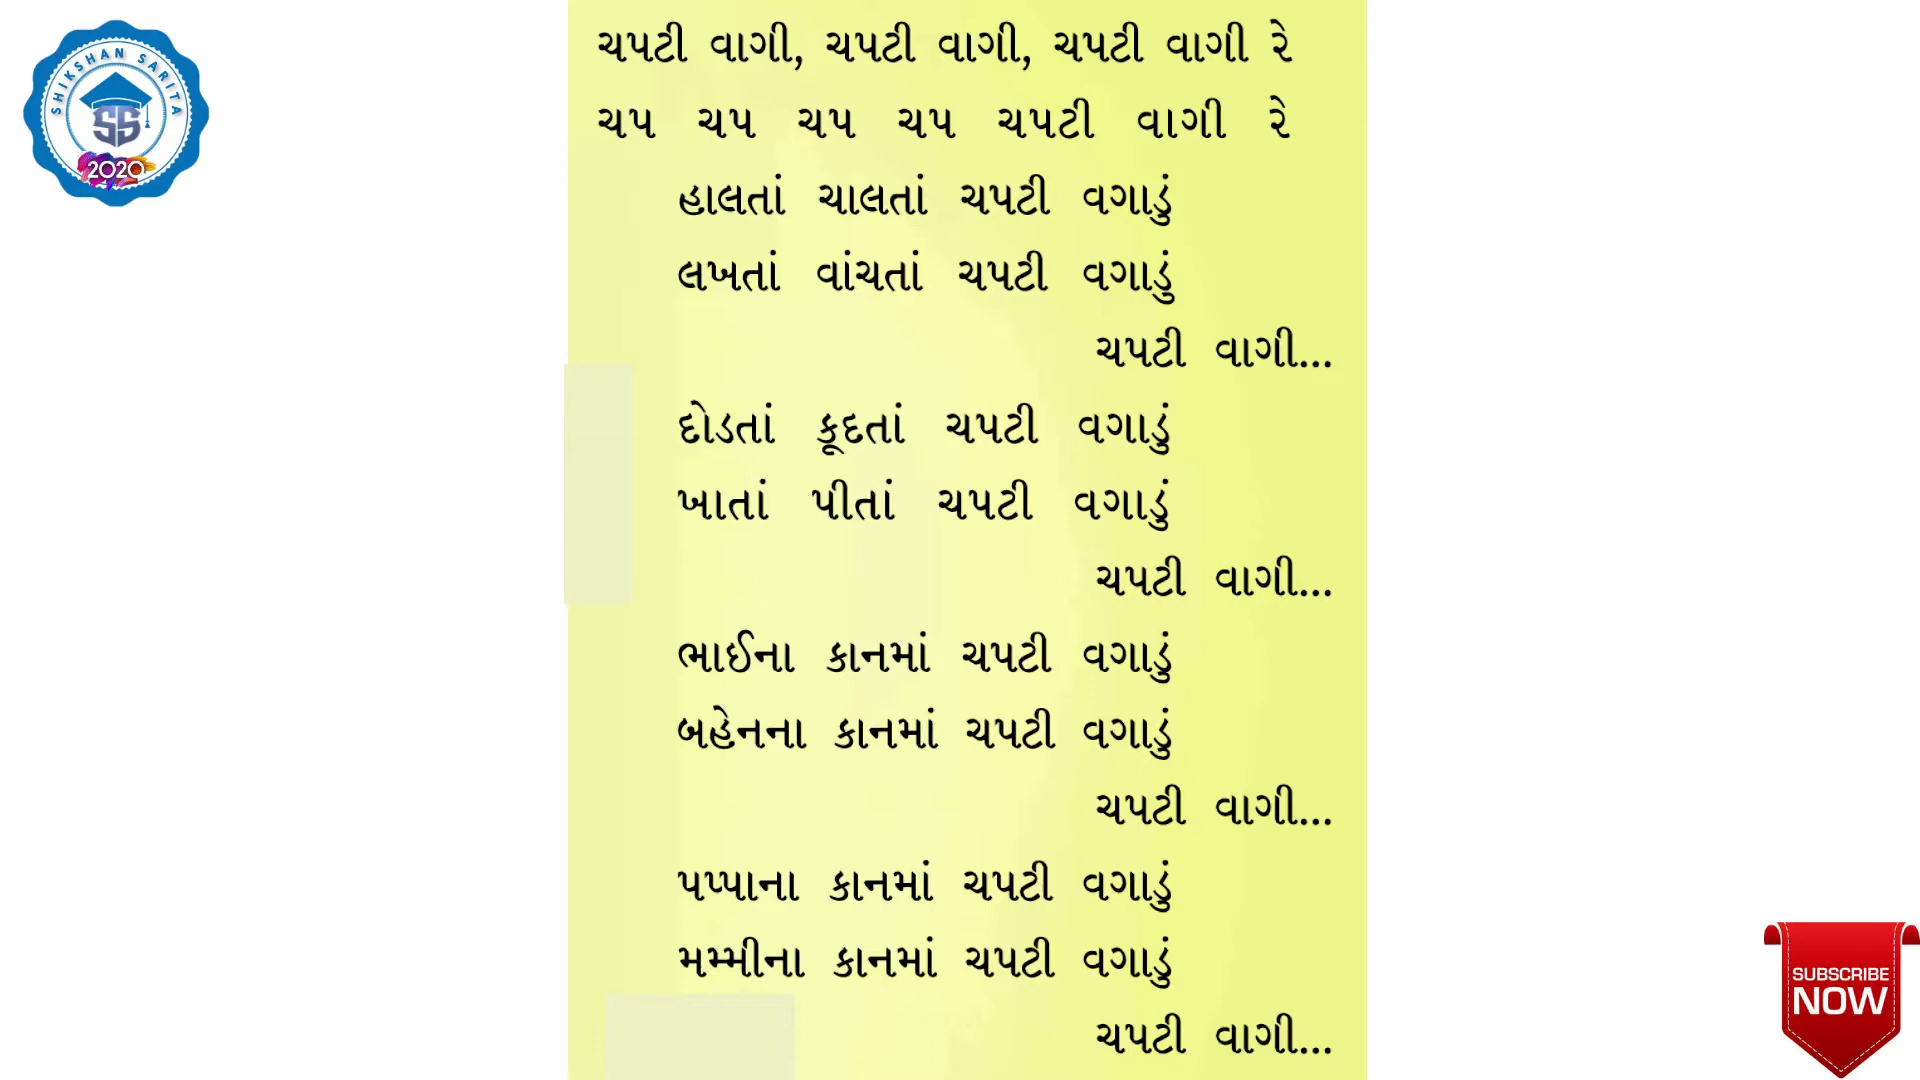 SHIKSHAN SARITA
SS
2020
ચપટી વાગી, ચપટી વાગી, ચપટી વાગી રે
ચપ ચપ ચપ ચપ ચપટી વાગી રે
હાલતાં ચાલતાં ચપટી વગાડું
લખતાં વાંચતાં ચપટી વગાડું
ચપટી વાગી...
દોડતાં કૂદતાં ચપટી વગાડું
ખાતાં પીતાં ચપટી વગાડું
ચપટી વાગી...
ભાઈના કાનમાં ચપટી વગાડું
બહેનના કાનમાં ચપટી વગાડું
ચપટી વાગી...
પપ્પાના કાનમાં ચપટી વગાડું
મમ્મીના કાનમાં ચપટી વગાડું
ચપટી વાગી...
SUBSCRIBE
NOW